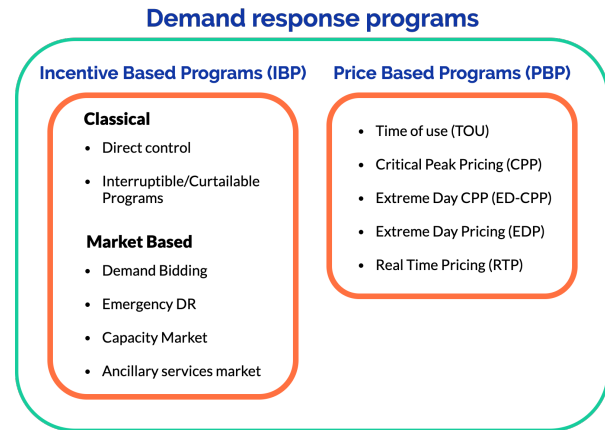 Demand response programs
Incentive Based Programs (IBP)
Classical
• Direct control
• Interruptible/Curtailable
Programs
Market Based
• Demand Bidding
• Emergency DR
• Capacity Market
• Ancillary services market
Price Based Programs (PBP)
• Time of use (TOU)
• Critical Peak Pricing (CPP)
• Extreme Day CPP (ED-CPP)
• Extreme Day Pricing (EDP)
• Real Time Pricing (RTP)